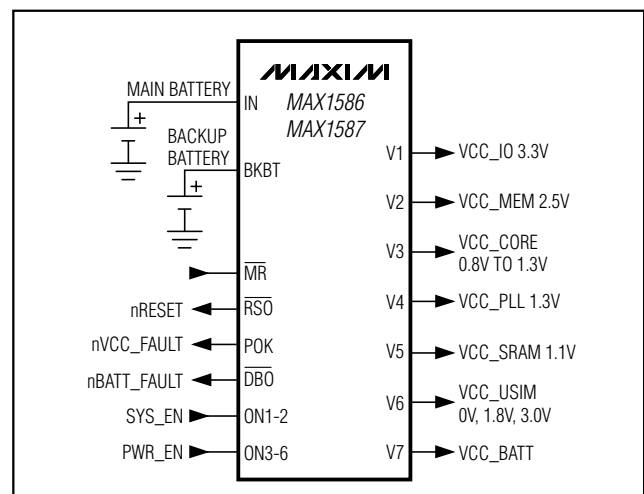 MAXIM
MAX1586
MAX1587
MAIN BATTERY
+
IN
BACKUP
BATTERY
+
BKBT
MR
nRESET
RSO
nVCC_FAULT
POK
nBATT_FAULT
DBO
SYS_EN
ON1-2
PWR_EN
ON3-6
V1
VCC_IO 3.3V
V2
VCC_MEM 2.5V
V3
VCC_CORE
0.8V TO 1.3V
V4
VCC_PLL 1.3V
V5
VCC_SRAM 1.1V
V6
VCC_USIM
0V, 1.8V, 3.0V
V7
VCC_BATT